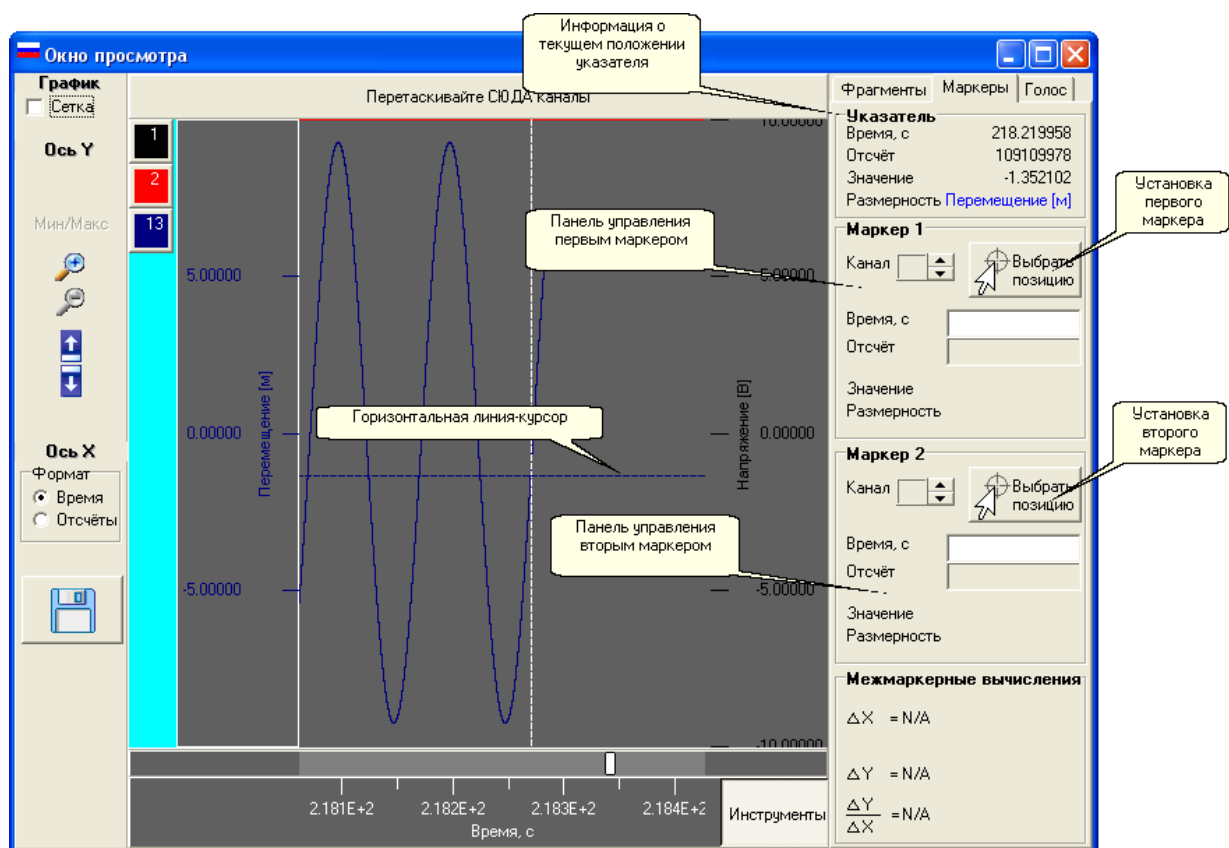 Информация о
текущем положении
указателя
Окно просмотра
График
Сетка
Ось Y
Мин/Макс
Ось X
Формат
Время
Отсчёты
Перетаскивайте СЮДА каналы
1
2
13
5.00000
0.00000
-5.00000
Перемещение [м]
10.00000
5.00000
0.00000
-5.00000
-10.00000
Напряжение [В]
Панель управления
первым маркером
Горизонтальная линия-курсор
Панель управления
вторым маркером
2.181E+2 2.182E+2 2.183E+2 2.184E+2
Время, с
Инструменты
Фрагменты Маркеры Голос
Указатель
Время, с 218.219958
Отсчёт 109109978
Значение -1.352102
Размерность Перемещение [м]
Маркер 1
Канал
Выбрать
позицию
Время, с
Отсчёт
Значение
Размерность
Маркер 2
Канал
Выбрать
позицию
Время, с
Отсчёт
Значение
Размерность
Межмаркерные вычисления
ΔX = N/A
ΔY = N/A
ΔY
ΔX
= N/A
Установка
первого
маркера
Установка
второго
маркера